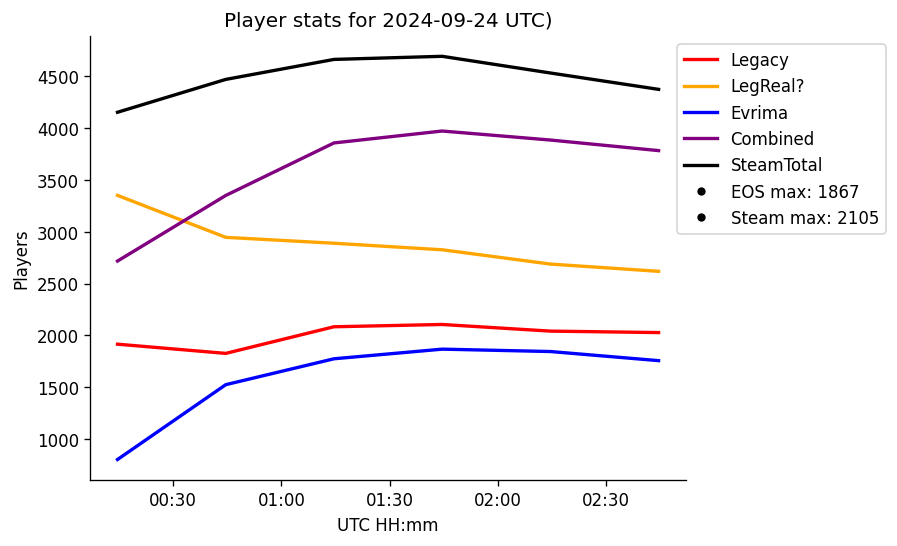 Player stats for 2024-09-24 UTC)
Legacy
LegReal?
Evrima
Combined
SteamTotal
EOS max: 1867
Steam max: 2105
Players
4500
4000
3500
3000
2500
2000
1500
1000
00:30 01:00 01:30 02:00 02:30
UTC HH:mm